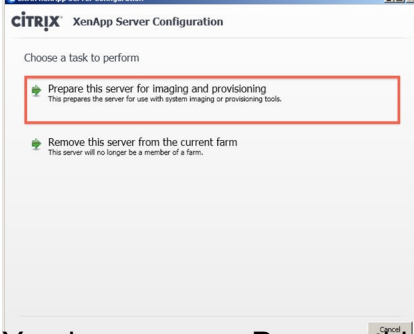 CITRIX XenApp Server Configuration
Choose a task to perform
Prepare this server for imaging and provisioning
This prepares the server for use with system imaging or provisioning tools.
Remove this server from the current farm
This server will no longer be a member of a farm.
Cancel